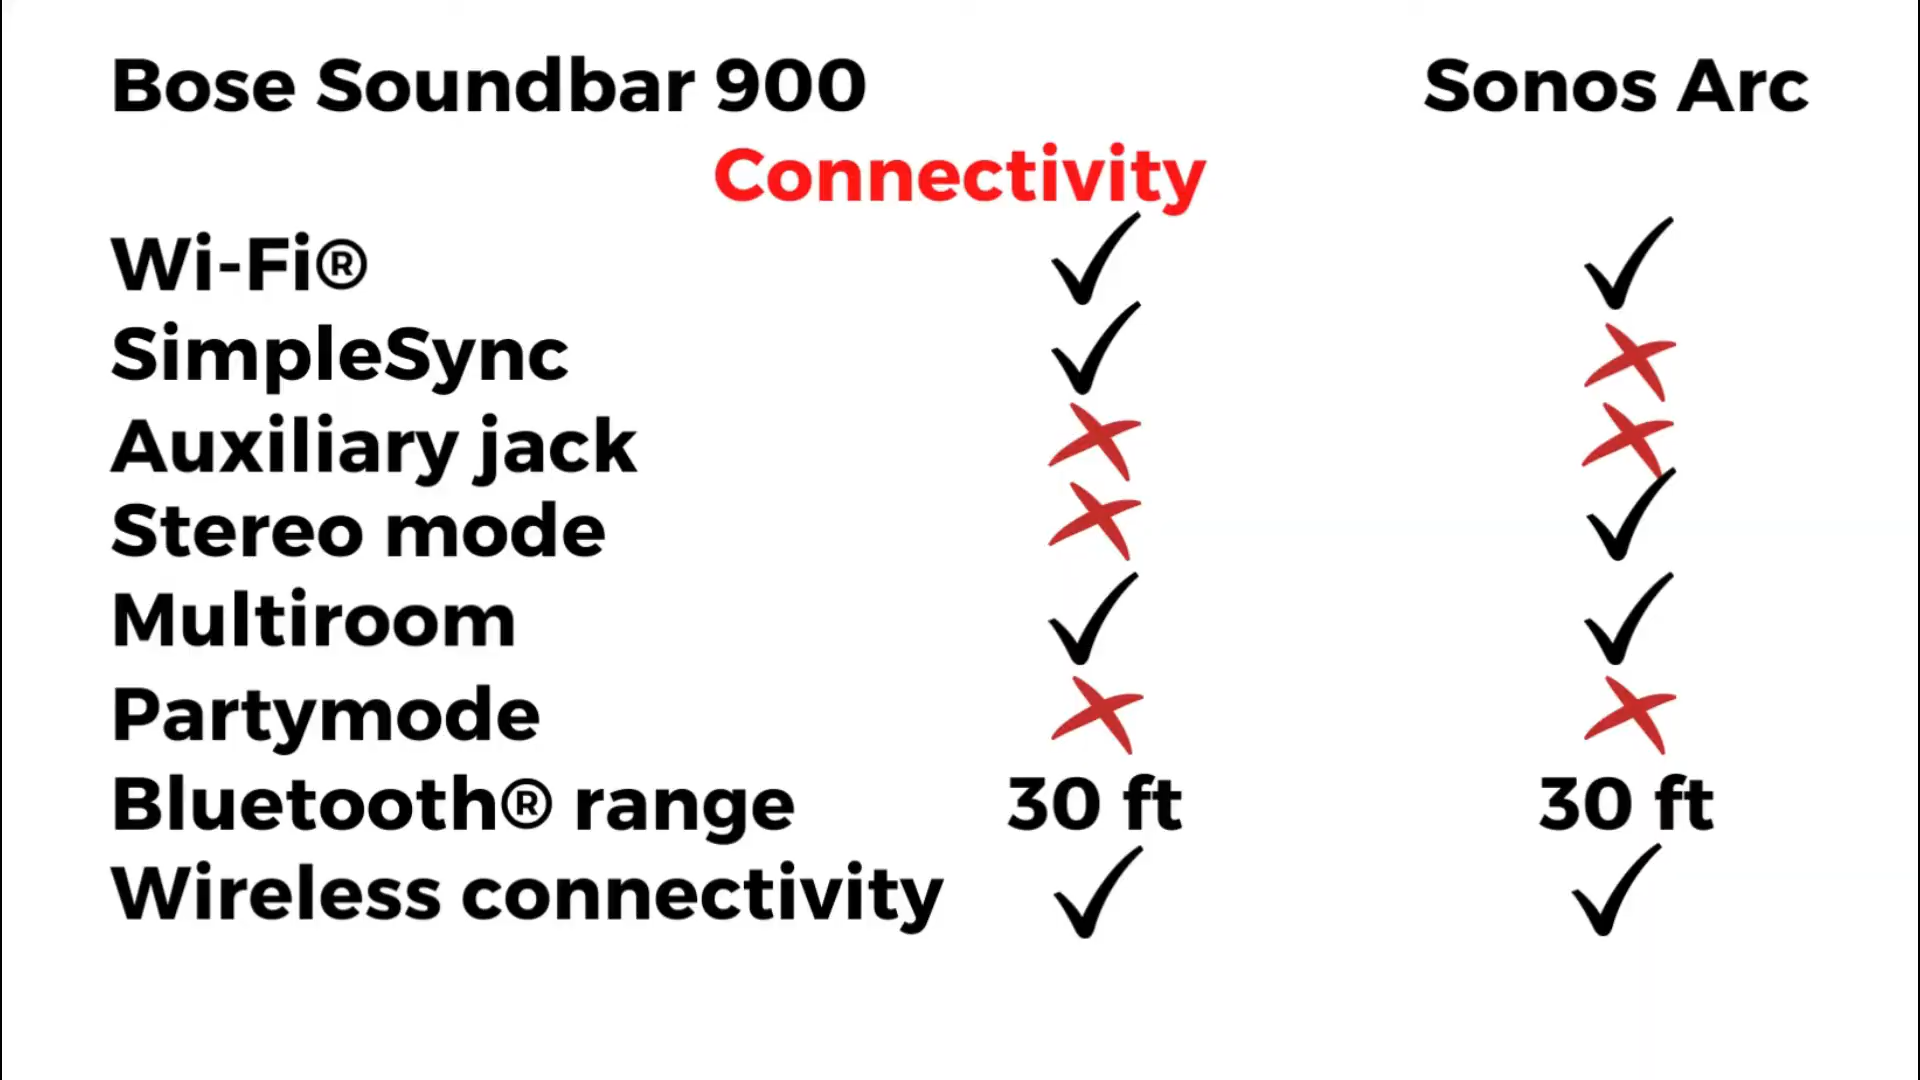 Bose Soundbar 900 Sonos Arc
Connectivity
Wi-Fi®
SimpleSync
Auxiliary jack
Stereo mode
Multiroom
Partymode
Bluetooth® range 30 ft 30 ft
Wireless connectivity